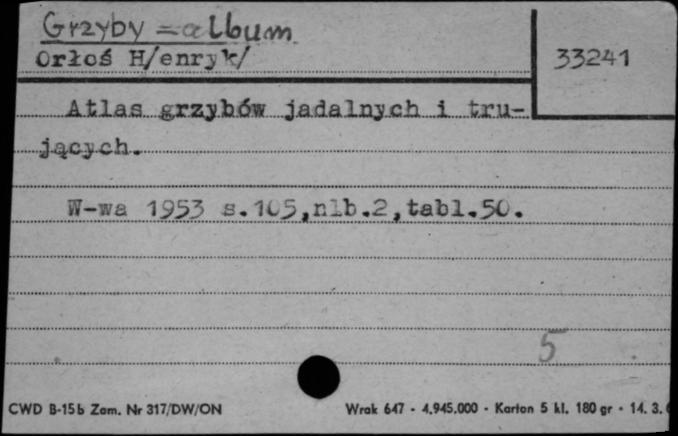 Grzyby = album
Orłoś H/enryk/
33241
Atlas grzybów jadalnych i tru-
jących.
W-wa 1953 s.105,nlb.2,tabl.50.
5
CWD B-15b Zam. Nr 317/DW/ON
Wrak 647 - 4.945.000 - Karton 5 kl. 180 gr - 14. 3.